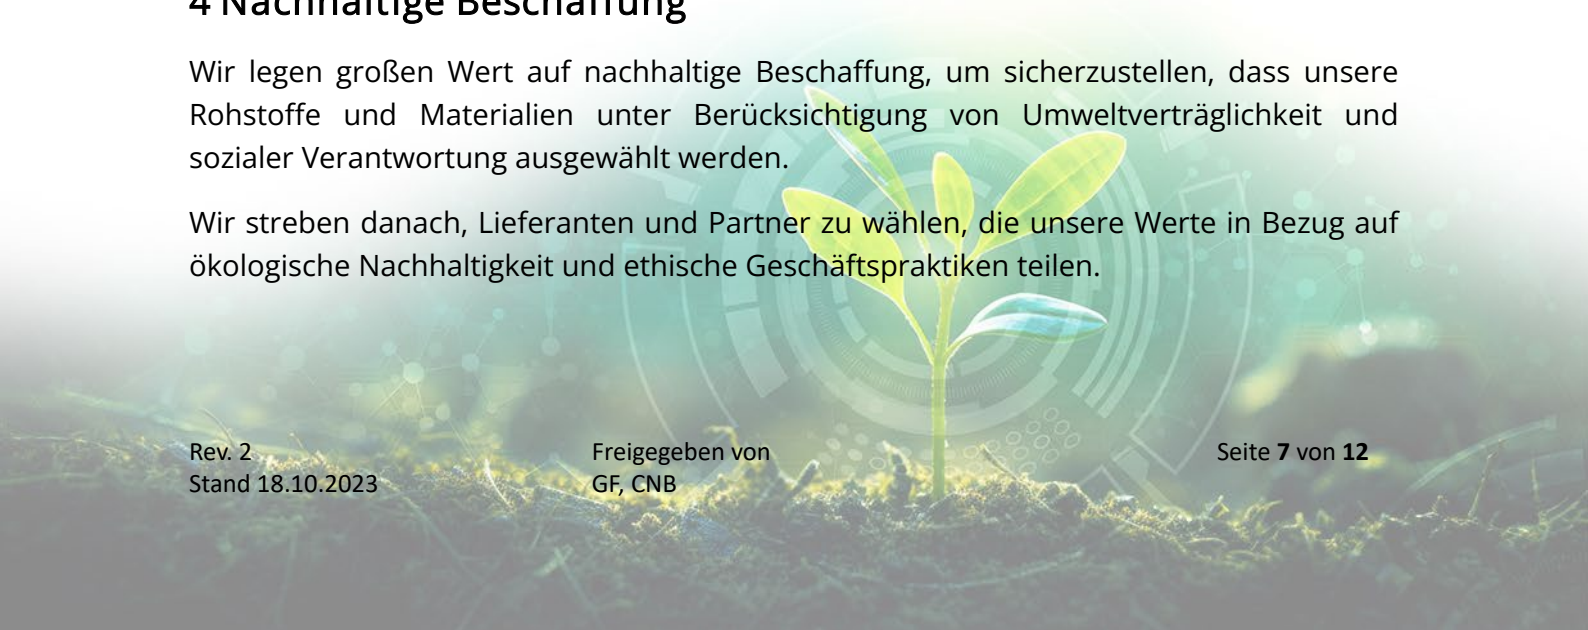 4 Nachhaltige Beschaffung
Wir legen großen Wert auf nachhaltige Beschaffung, um sicherzustellen, dass unsere
Rohstoffe und Materialien unter Berücksichtigung von Umweltverträglichkeit und
sozialer Verantwortung ausgewählt werden.
Wir streben danach, Lieferanten und Partner zu wählen, die unsere Werte in Bezug auf
ökologische Nachhaltigkeit und ethische Geschäftspraktiken teilen.
Rev. 2
Stand 18.10.2023
Freigegeben von
GF, CNB
Seite 7 von 12